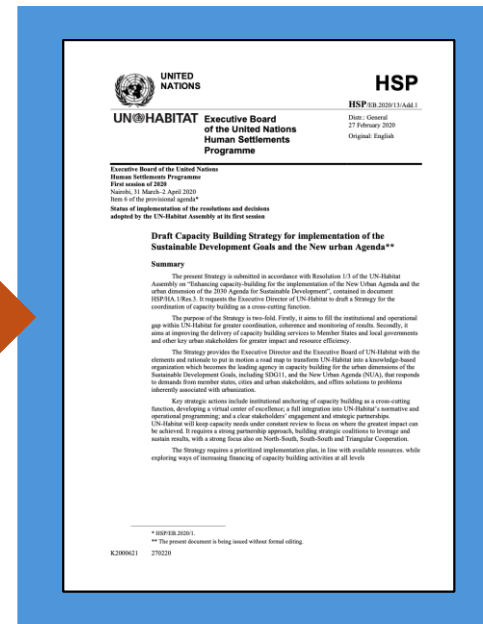 UNITED
NATIONS
HSP
HSP/EB.2020/13/Add.1
UN HABITAT
Executive Board
of the United Nations
Human Settlements
Programme
Distr.: General
27 February 2020
Original: English
Executive Board of the United Nations
Human Settlements Programme
First session of 2020
Nairobi, 31 March–2 April 2020
Item 6 of the provisional agenda*
Status of implementation of the resolutions and decisions
adopted by the UN-Habitat Assembly at its first session
Draft Capacity Building Strategy for implementation of the
Sustainable Development Goals and the New urban Agenda**
Summary
The present Strategy is submitted in accordance with Resolution 1/3 of the UN-Habitat
Assembly on “Enhancing capacity-building for the implementation of the New Urban Agenda and the
urban dimension of the 2030 Agenda for Sustainable Development”, contained in document
HSP/HA.1/Res.3. It requests the Executive Director of UN-Habitat to draft a Strategy for the
coordination of capacity building as a cross-cutting function.
The purpose of the Strategy is two-fold. Firstly, it aims to fill the institutional and operational
gap within UN-Habitat for greater coordination, coherence and monitoring of results. Secondly, it
aims at improving the delivery of capacity building services to Member States and local governments
and other key urban stakeholders for greater impact and resource efficiency.
The Strategy provides the Executive Director and the Executive Board of UN-Habitat with the
elements and rationale to put in motion a road map to transform UN-Habitat into a knowledge-based
organization which becomes the leading agency in capacity building for the urban dimensions of the
Sustainable Development Goals, including SDG11, and the New Urban Agenda (NUA), that responds
to demands from member states, cities and urban stakeholders, and offers solutions to problems
inherently associated with urbanization.
Key strategic actions include institutional anchoring of capacity building as a cross-cutting
function, developing a virtual center of excellence; a full integration into UN-Habitat’s normative and
operational programming; and a clear stakeholders’ engagement and strategic partnerships.
UN-Habitat will keep capacity needs under constant review to focus on where the greatest impact can
be achieved. It requires a strong partnership approach, building strategic coalitions to leverage and
sustain results, with a strong focus also on North-South, South-South and Triangular Cooperation.
The Strategy requires a prioritized implementation plan, in line with available resources. while
exploring ways of increasing financing of capacity building activities at all levels
* HSP/EB.2020/1.
** The present document is being issued without formal editing.
K2000621 270220